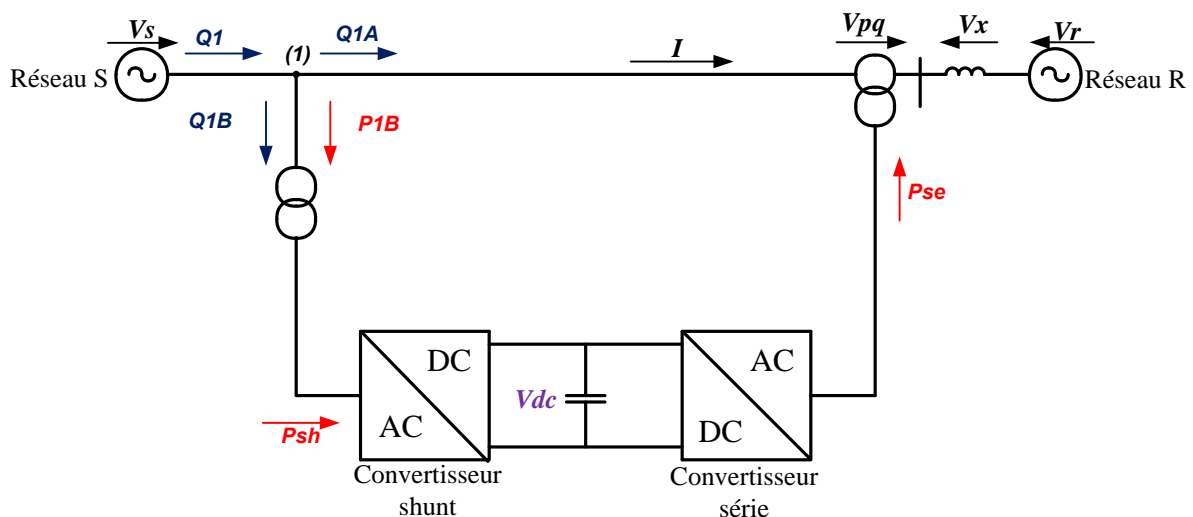 Vs
Q1
(1)
Q1A
I
Vpq
Vx
Vr
Réseau S
Réseau R
Q1B
P1B
Pse
DC
AC
Vdc
AC
DC
Psh
Convertisseur
shunt
Convertisseur
série